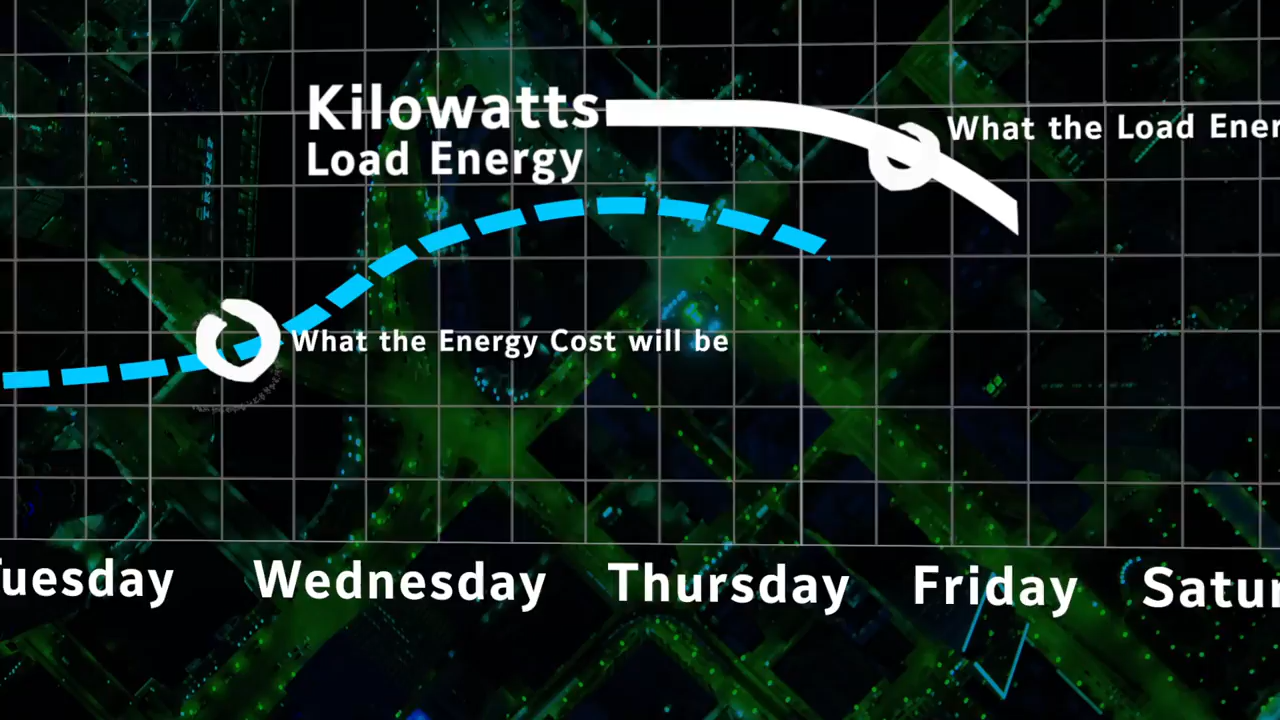 Kilowatts
Load Energy
What the Load Ener
What the Energy Cost will be
uesday Wednesday Thursday Friday Satur